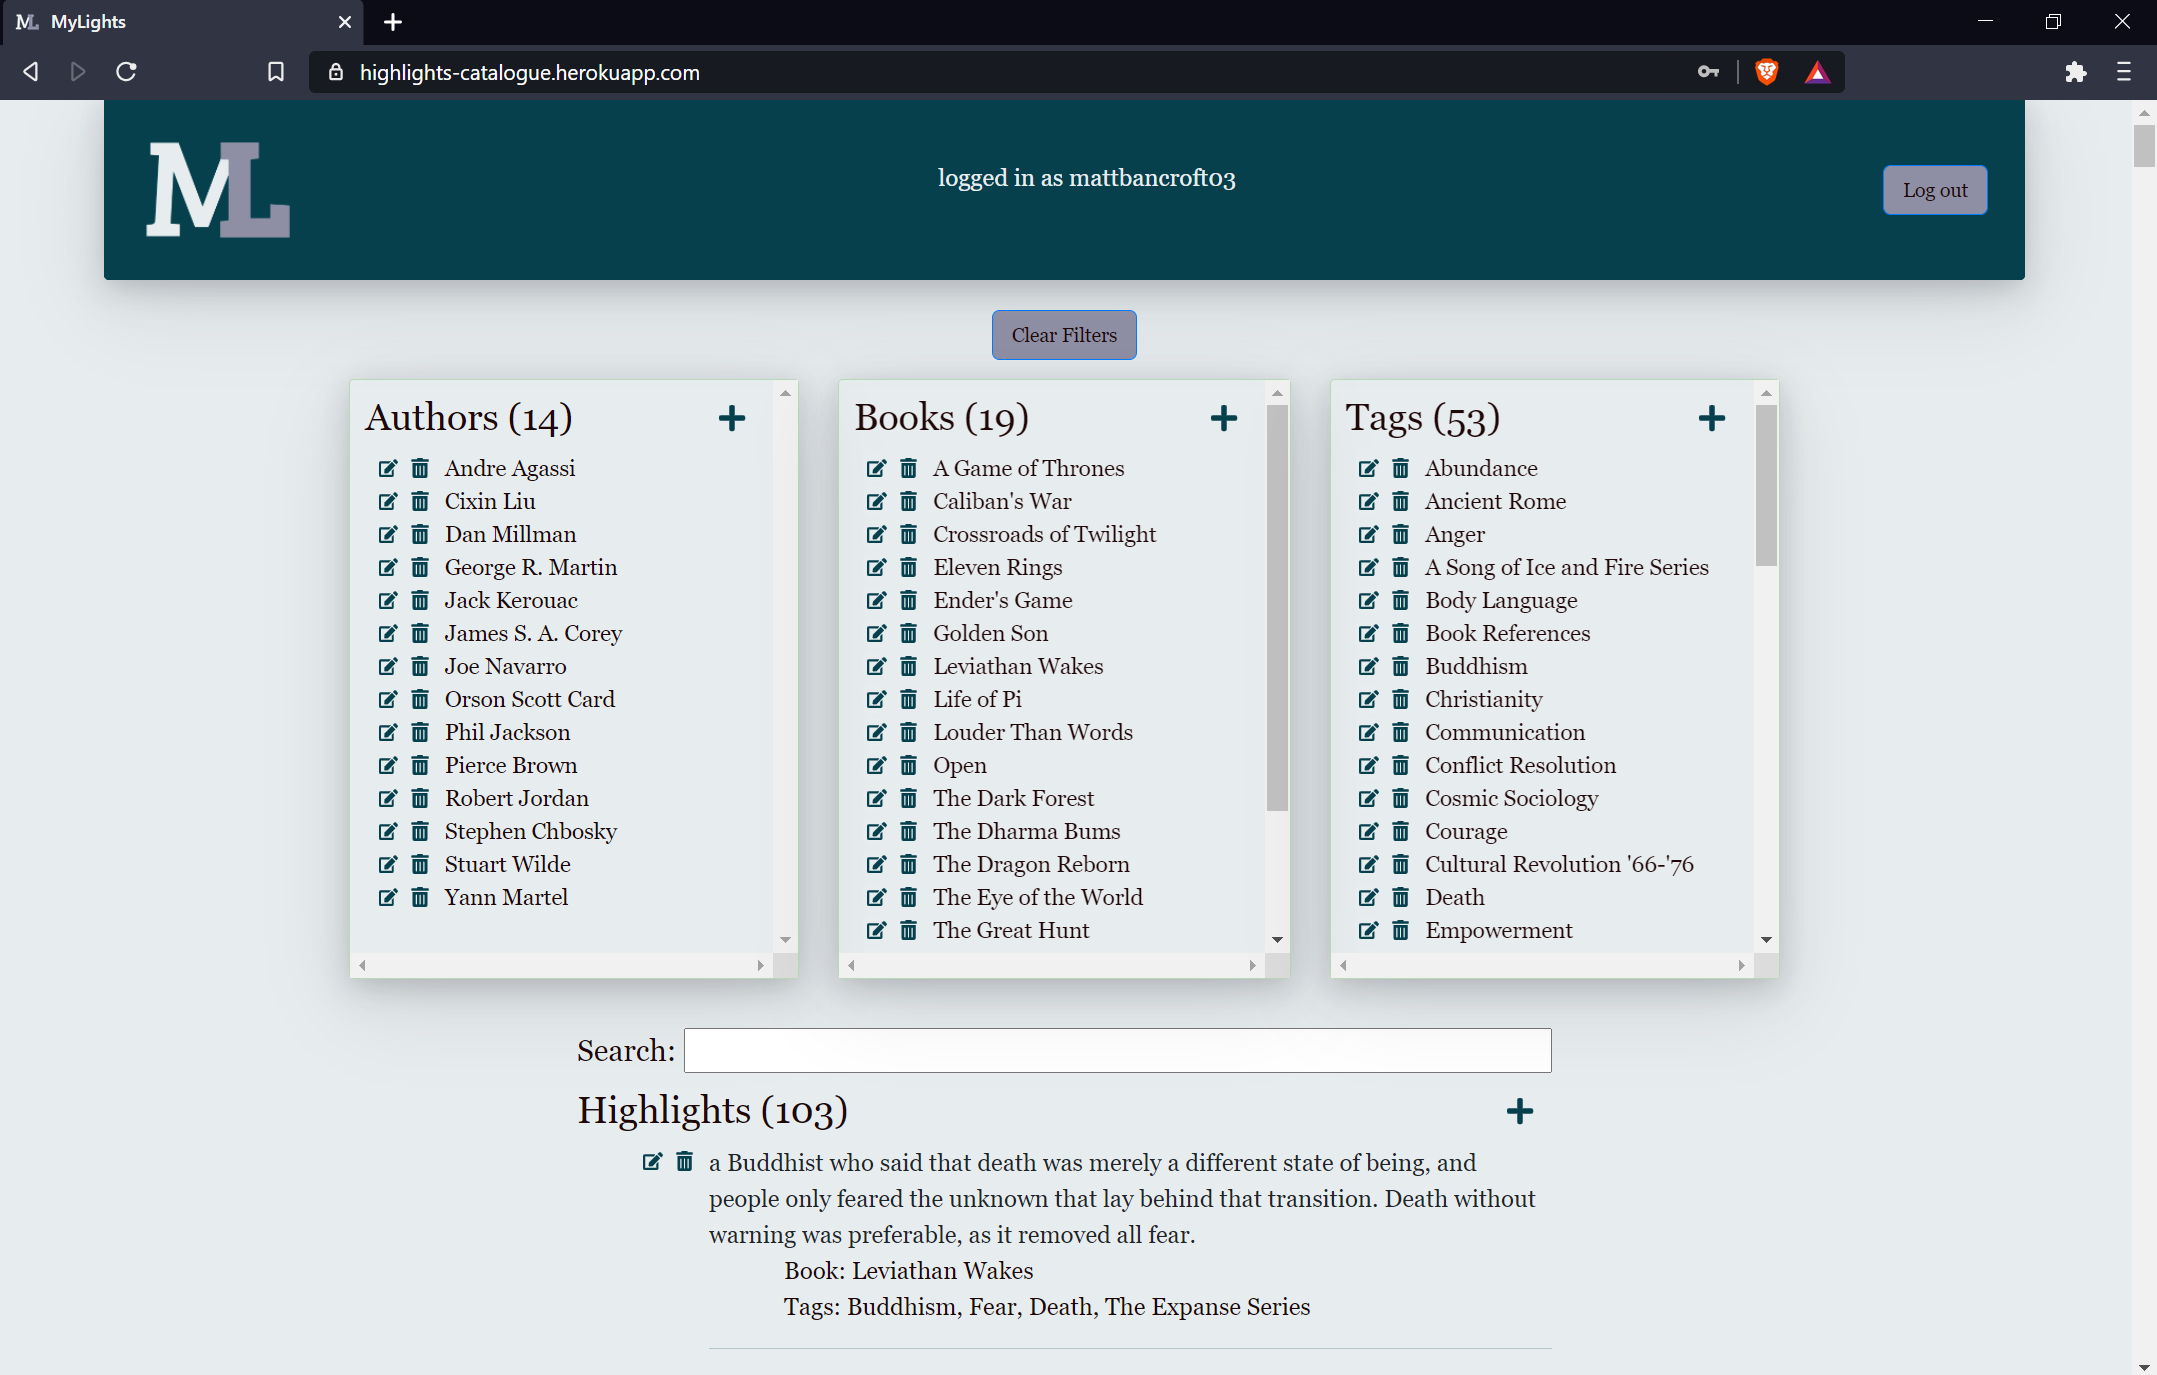 ML MyLights
highlights-catalogue.herokuapp.com
ML
logged in as mattbancroft03
Log out
Clear Filters
Authors (14)
Andre Agassi
Cixin Liu
Dan Millman
George R. Martin
Jack Kerouac
James S. A. Corey
Joe Navarro
Orson Scott Card
Phil Jackson
Pierce Brown
Robert Jordan
Stephen Chbosky
Stuart Wilde
Yann Martel
Books (19)
A Game of Thrones
Caliban's War
Crossroads of Twilight
Eleven Rings
Ender's Game
Golden Son
Leviathan Wakes
Life of Pi
Louder Than Words
Open
The Dark Forest
The Dharma Bums
The Dragon Reborn
The Eye of the World
The Great Hunt
Tags (53)
Abundance
Ancient Rome
Anger
A Song of Ice and Fire Series
Body Language
Book References
Buddhism
Christianity
Communication
Conflict Resolution
Cosmic Sociology
Courage
Cultural Revolution '66-'76
Death
Empowerment
Search:
Highlights (103)
a Buddhist who said that death was merely a different state of being, and
people only feared the unknown that lay behind that transition. Death without
warning was preferable, as it removed all fear.
Book: Leviathan Wakes
Tags: Buddhism, Fear, Death, The Expanse Series